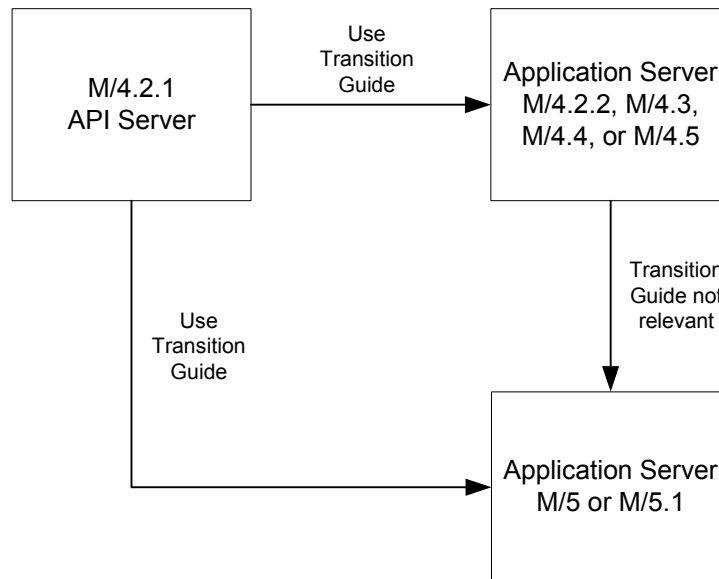 M/4.2.1
API Server
Use
Transition
Guide
Application Server
M/4.2.2, M/4.3,
M/4.4, or M/4.5
Transition
Guide not
relevant
Use
Transition
Guide
Application Server
M/5 or M/5.1